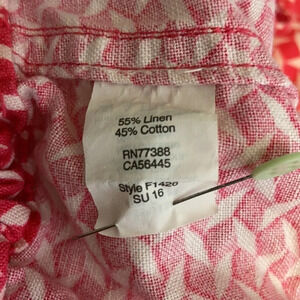 55% Linen
45% Cotton
RN77388
CA56445
Style F1420
SU 16